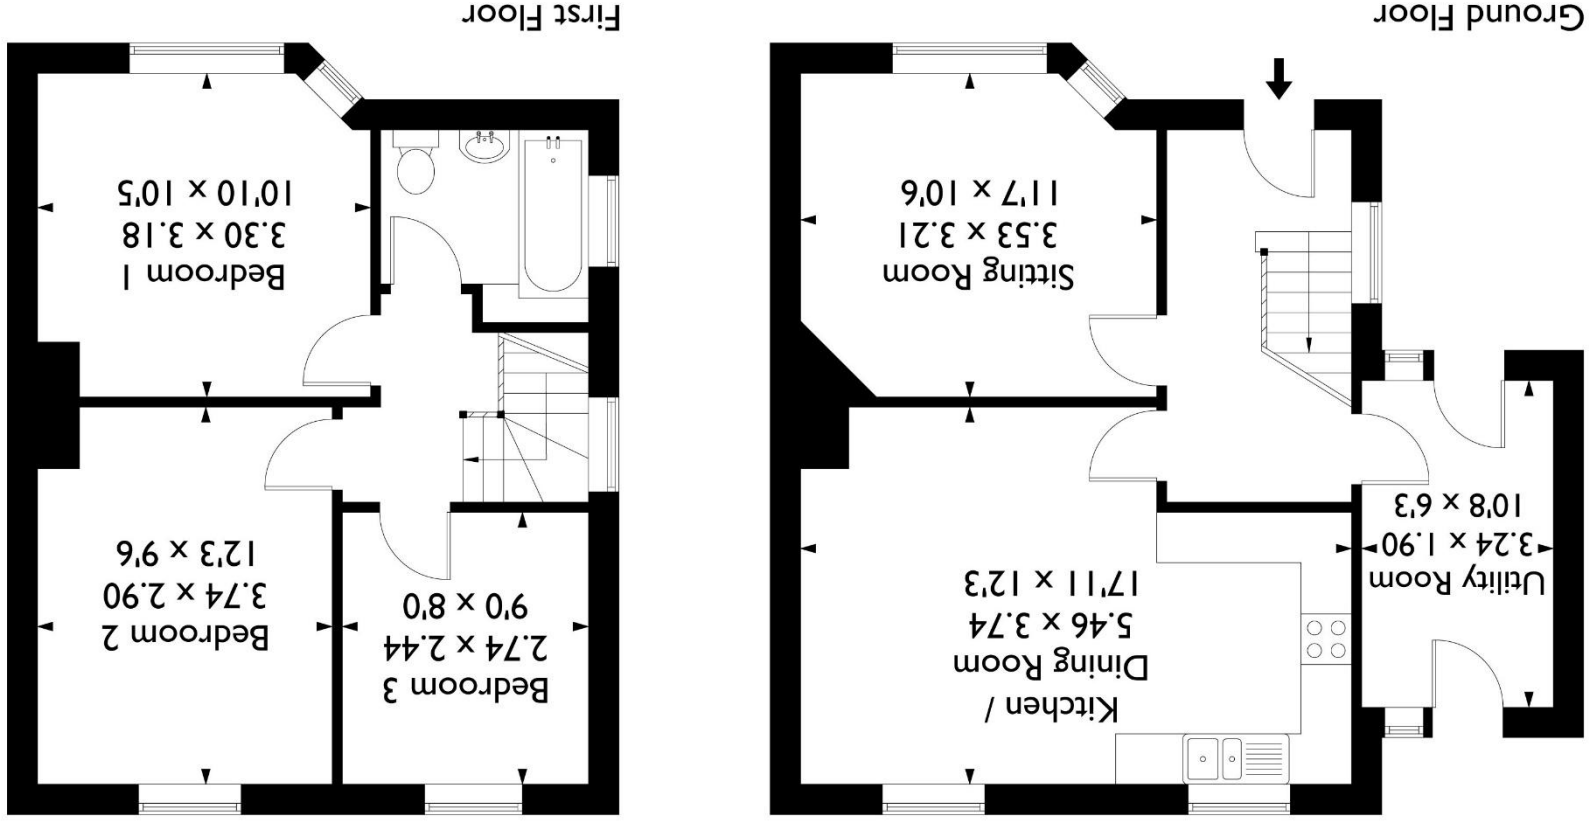 Kitchen /
Dining Room
5.46 x 3.74
17'11 x 12'3
Utility Room
3.24 x 1.90
10'8 x 6'3
Sitting Room
3.53 x 3.21
11'7 x 10'6
Ground Floor
Bedroom 3
2.74 x 2.44
9'0 x 8'0
Bedroom 2
3.74 x 2.90
12'3 x 9'6
Bedroom 1
3.30 x 3.18
10'10 x 10'5
First Floor